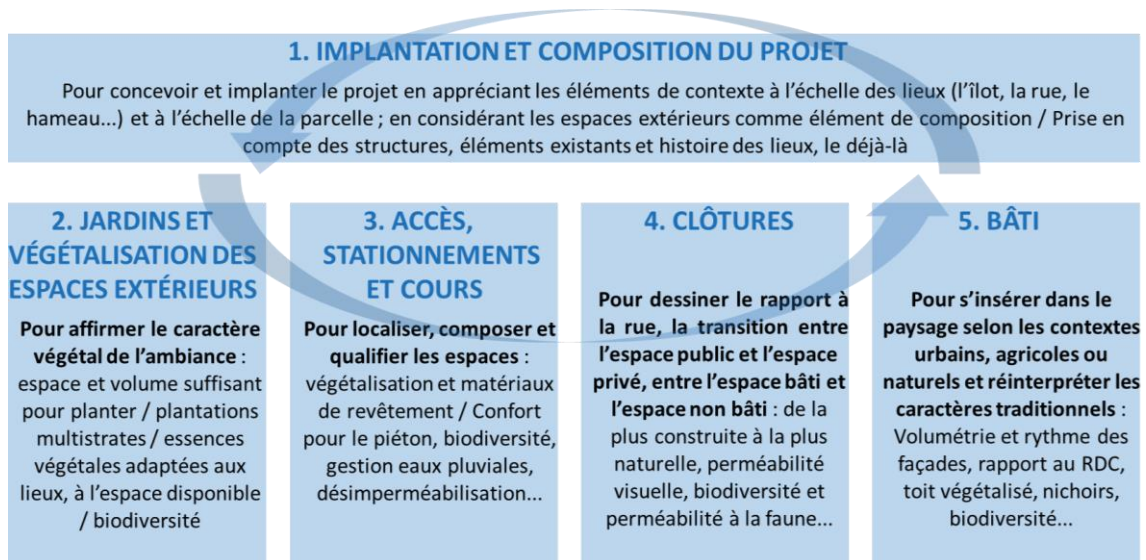 1. IMPLANTATION ET COMPOSITION DU PROJET
Pour concevoir et implanter le projet en appréciant les éléments de contexte à l'échelle des lieux (l'îlot, la rue, le
hameau...) et à l'échelle de la parcelle ; en considérant les espaces extérieurs comme élément de composition / Prise en
compte des structures, éléments existants et histoire des lieux, le déjà-là
2. JARDINS ET
VÉGÉTALISATION DES
ESPACES EXTÉRIEURS
Pour affirmer le caractère
végétal de l'ambiance :
espace et volume suffisant
pour planter / plantations
multistrates / essences
végétales adaptées aux
lieux, à l'espace disponible
/ biodiversité
3. ACCÈS,
STATIONNEMENTS
ET COURS
Pour localiser, composer et
qualifier les espaces :
végétalisation et matériaux
de revêtement / Confort
pour le piéton, biodiversité,
gestion eaux pluviales,
désimperméabilisation...
4. CLÔTURES
Pour dessiner le rapport à
la rue, la transition entre
l'espace public et l'espace
privé, entre l'espace bâti et
l'espace non bâti : de la
plus construite à la plus
naturelle, perméabilité
visuelle, biodiversité et
perméabilité à la faune...
5. BÂTI
Pour s'insérer dans le
paysage selon les contextes
urbains, agricoles ou
naturels et réinterpréter les
caractères traditionnels :
Volumétrie et rythme des
façades, rapport au RDC,
toit végétalisé, nichoirs,
biodiversité...